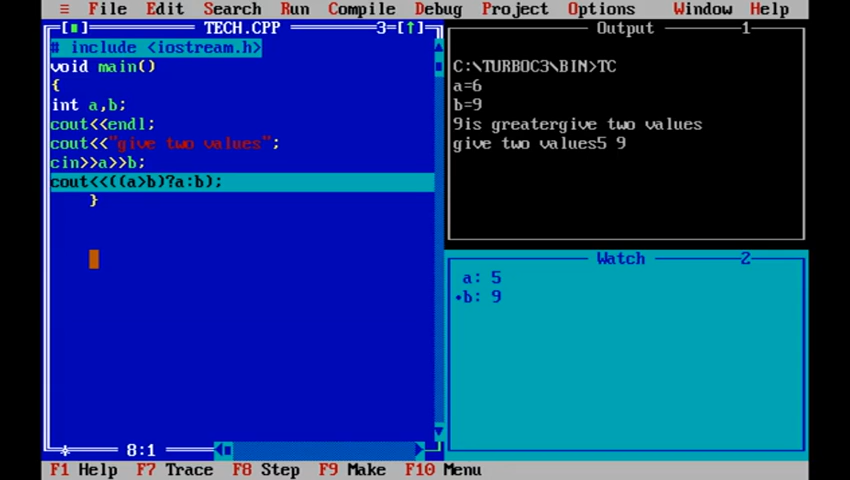 ≡ File Edit Search Run Compile Debug Project Options Window Help
[▪] TECH.CPP 3=[↑]
# include <iostream.h>
void main()
{
int a,b;
cout<<endl;
cout<<"give two values";
cin>>a>>b;
cout<<((a>b)?a:b);
}
8:1
Output 1
C:\TURBOC3\BIN>TC
a=6
b=9
9is greatergive two values
give two values5 9
Watch 2
a: 5
•b: 9
F1 Help F7 Trace F8 Step F9 Make F10 Menu